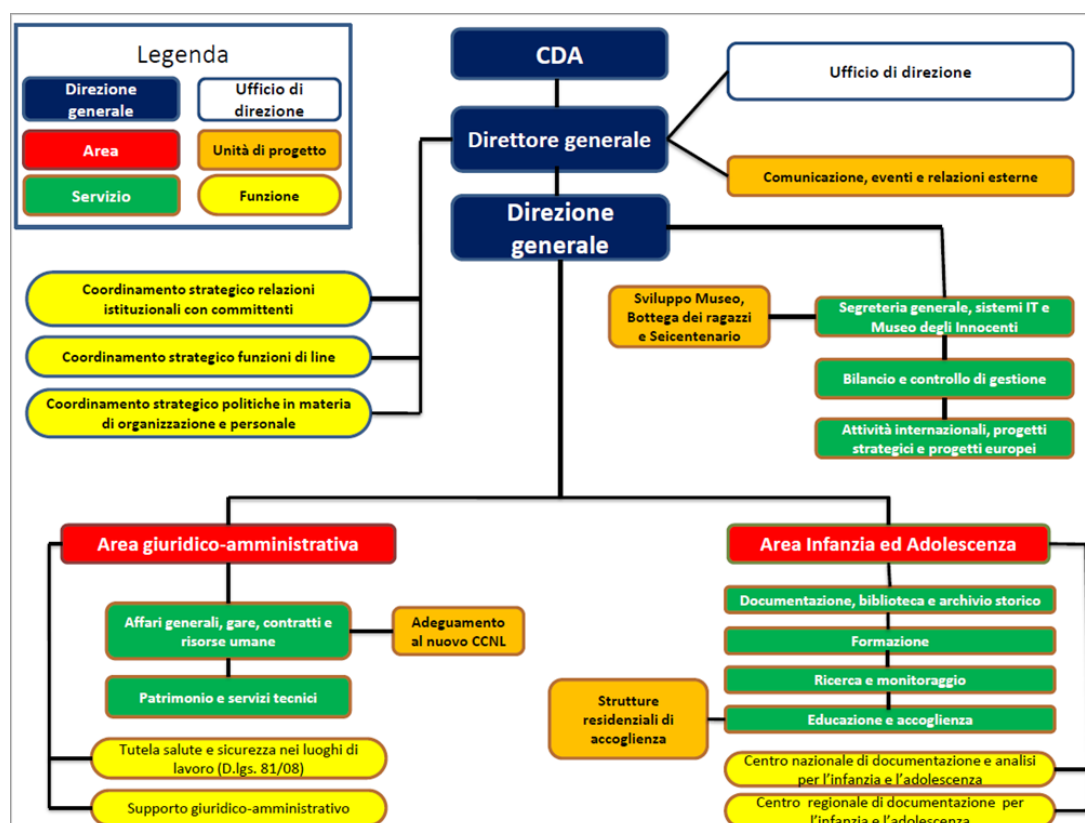 Legenda
Direzione
generale
Ufficio di
direzione
Area
Unità di progetto
Servizio
Funzione
CDA
Direttore generale
Direzione
generale
Ufficio di direzione
Comunicazione, eventi e relazioni esterne
Coordinamento strategico relazioni
istituzionali con committenti
Coordinamento strategico funzioni di line
Coordinamento strategico politiche in materia
di organizzazione e personale
Sviluppo Museo,
Bottega dei ragazzi
e Seicentenario
Segreteria generale, sistemi IT e
Museo degli Innocenti
Bilancio e controllo di gestione
Attività internazionali, progetti
strategici e progetti europei
Area giuridico-amministrativa
Affari generali, gare, contratti e
risorse umane
Adeguamento
al nuovo CCNL
Patrimonio e servizi tecnici
Tutela salute e sicurezza nei luoghi di
lavoro (D.lgs. 81/08)
Supporto giuridico-amministrativo
Area Infanzia ed Adolescenza
Documentazione, biblioteca e archivio storico
Formazione
Ricerca e monitoraggio
Strutture
residenziali di
accoglienza
Educazione e accoglienza
Centro nazionale di documentazione e analisi
per l'infanzia e l'adolescenza
Centro regionale di documentazione per
l'infanzia e l'adolescenza